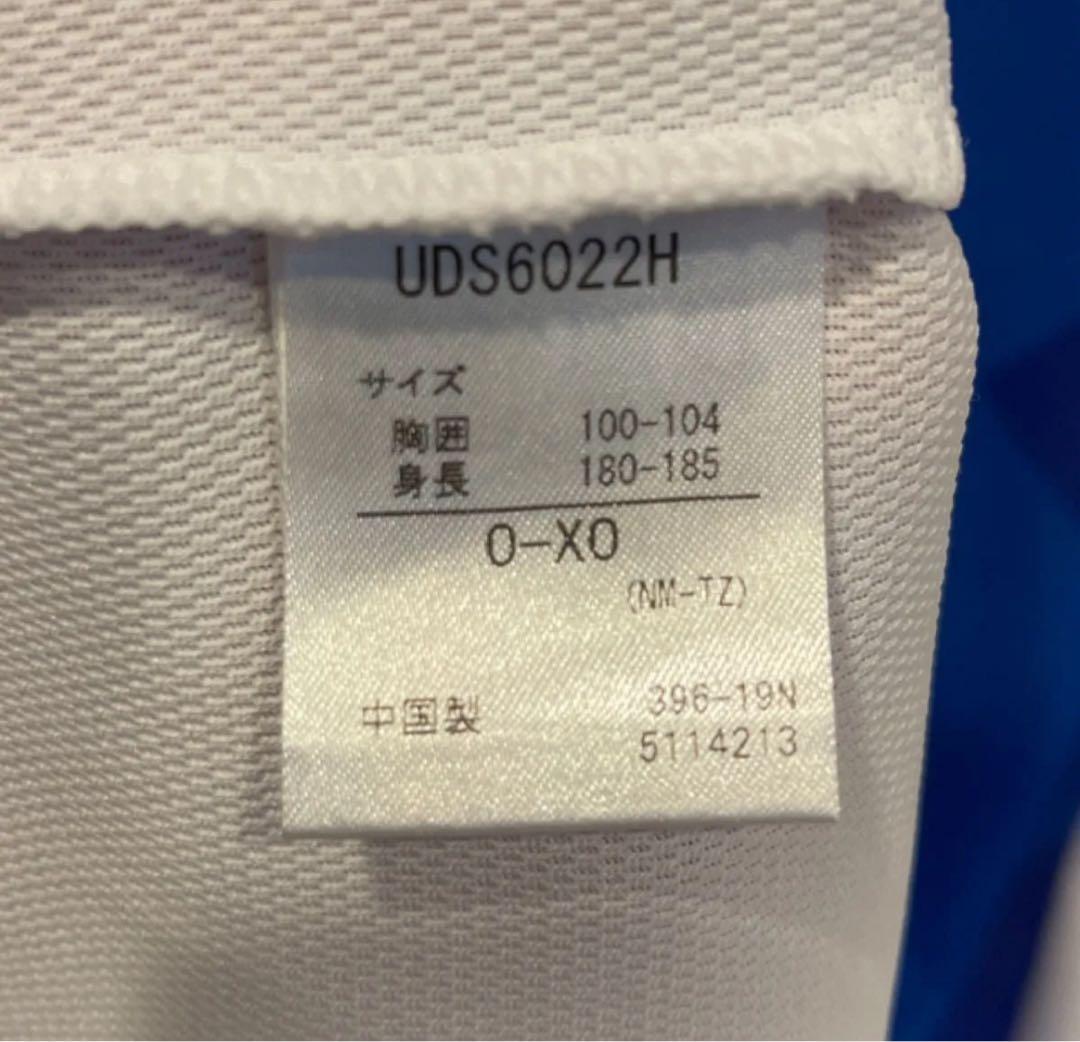 UDS6022H
サイズ
胸囲 100-104
身長 180-185
O-XO
(NM-TZ)
396-19N
中国製
5114213